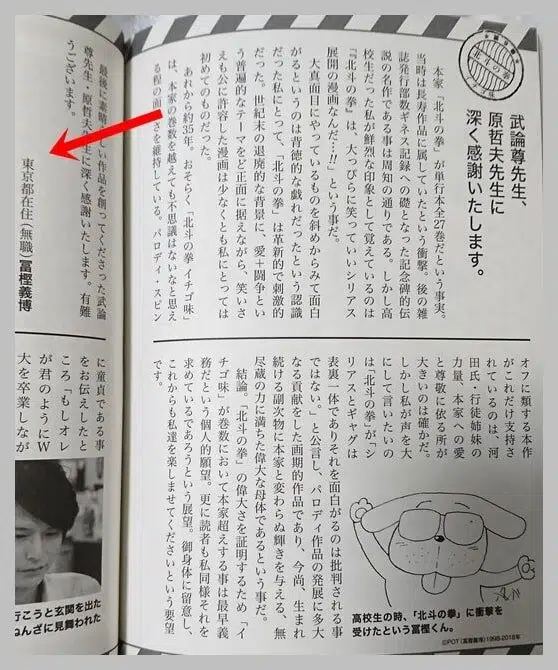 武論尊先生、
原哲夫先生に
深く感謝いたします。
本家「北斗の拳」が単行本全27巻だという事実。
当時は長寿作品に属していたという衝撃。後の雑
誌発行部数ギネス記録への礎となった記念碑的伝
説の名作である事は周知の通りである。しかし高
校生だった私が鮮烈な印象として覚えているのは
「『北斗の拳』は、大っぴらに笑っていいシリアス
展開の漫画なんだ…!!」という事だ。
大真面目にやっているものを斜めからみて面白
がるというのは背徳的な戯れだったという認識
だった私にとって、「北斗の拳」は革新的で刺激的
だった。世紀末の退廃的な背景に、愛+闘争とい
う普遍的なテーマをど正面に据えながら、笑いさ
えも公に許容した漫画は少なくとも私にとっては
初めてのものだった。
あれから約35年。おそらく「北斗の拳 イチゴ味」
は、本家の巻数を越えても不思議はないなと思え
る程の面 さを維持している。パロディ・スピン
オフに類する本作
がこれだけ支持さ
れているのは、河
田氏・行徒姉妹の
力量、本家への愛
と尊敬に依る所が
大きいのは確かだ。
しかし私が声を大
にして言いたいの
は「北斗の拳」が「シ
リアスとギャグは
表裏一体でありそれを面白がるのは批判される事
ではない。」と公言し、パロディ作品の発展に多大
なる貢献をした画期的作品であり、今尚、生まれ
続ける副次物に本家と変わらぬ輝きを与える、無
尽蔵の力に満ちた偉大な母体であるという事だ。
結論。「北斗の拳」の偉大さを証明するため「イ
チゴ味」が巻数において本家超えする事は最早義
務だという個人的願望。更に読者も私同様それを
求めているであろうという展望。御身体に留意し、
これからも私達を楽しませてくださいという要望
です。
高校生の時、「北斗の拳」に衝撃を
受けたという冨樫くん。
©POT(冨樫義博)1998-2018年
最後に素晴 しい作品を創ってくださった武論
尊先生・原哲夫先生に深く感謝いたします。有難
うございます。
東京都在住(無職)冨樫義博
に童貞である事
をお伝えしたと
ころ「もしオレ
が君のようにW
大を卒業しなが
行こうと玄関を出た
ねんざに見舞われた